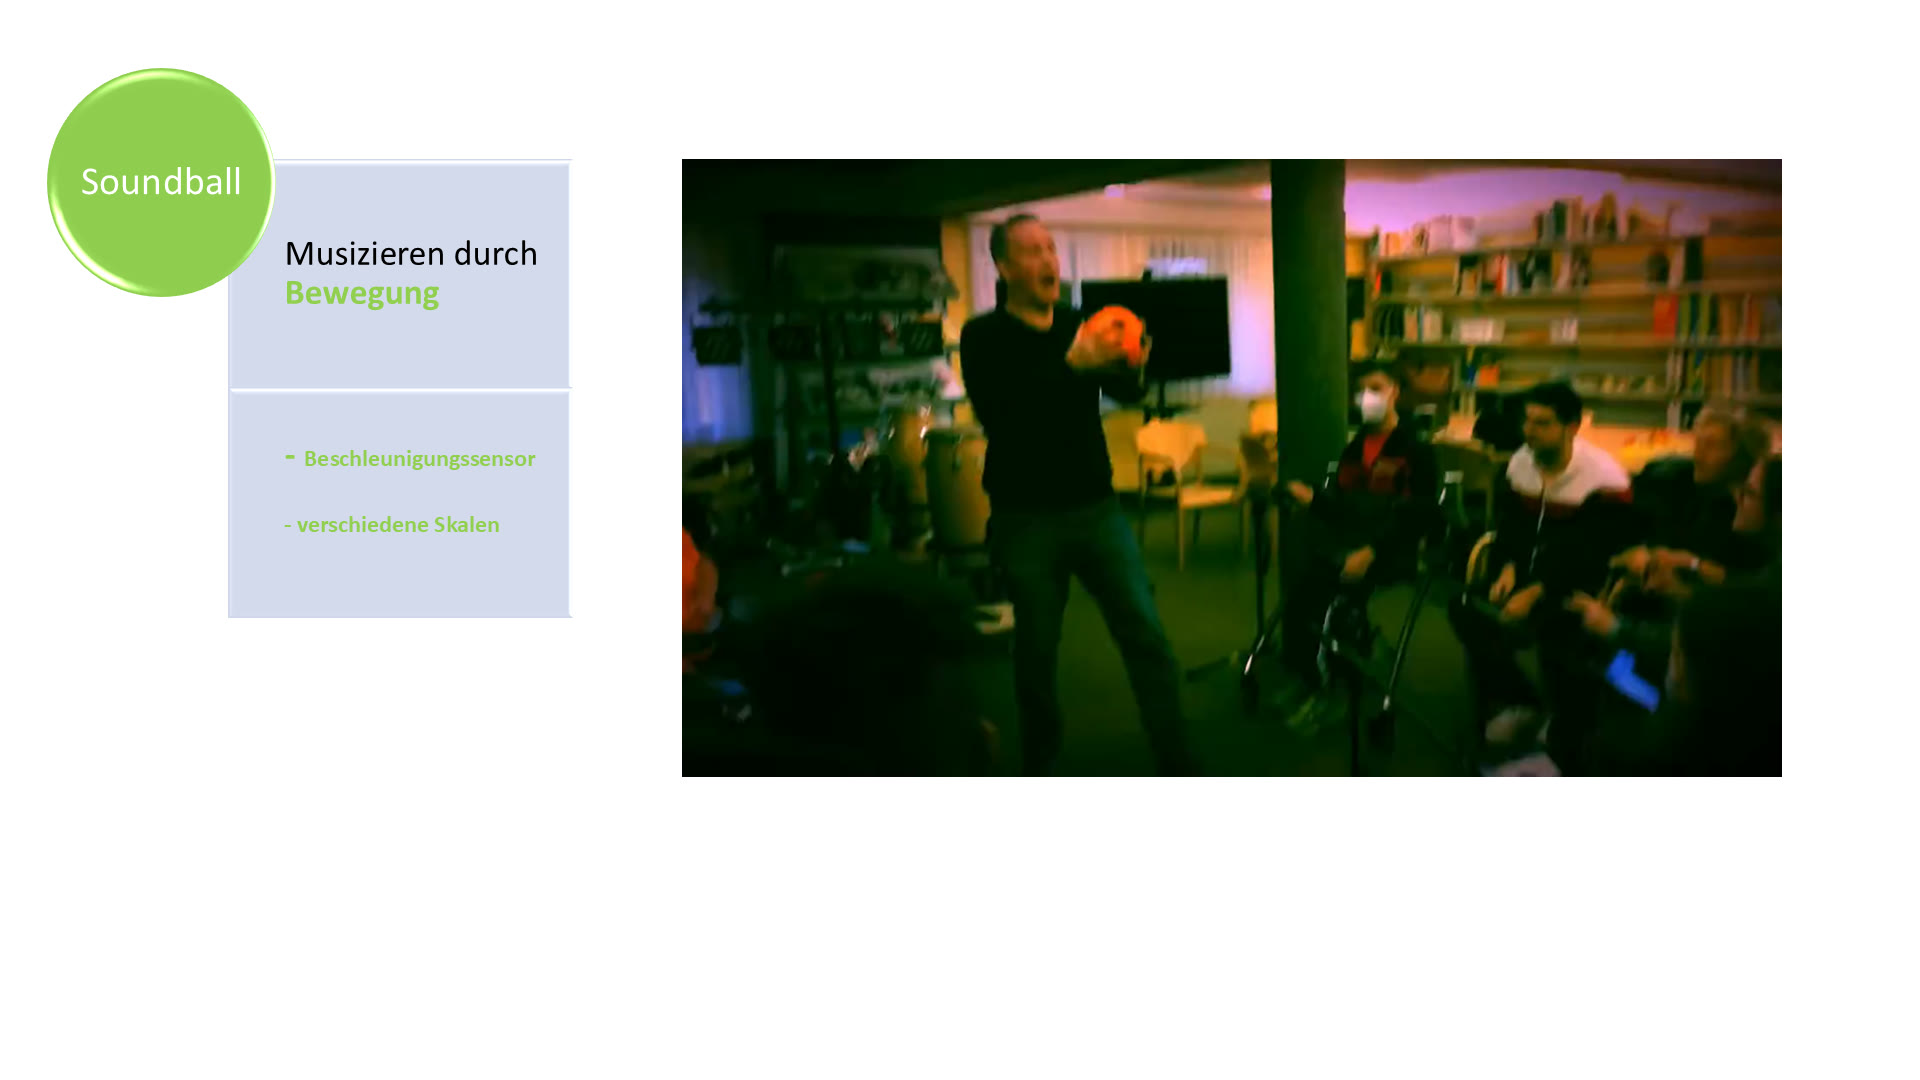 Soundball
Musizieren durch
Bewegung
- Beschleunigungssensor
- verschiedene Skalen